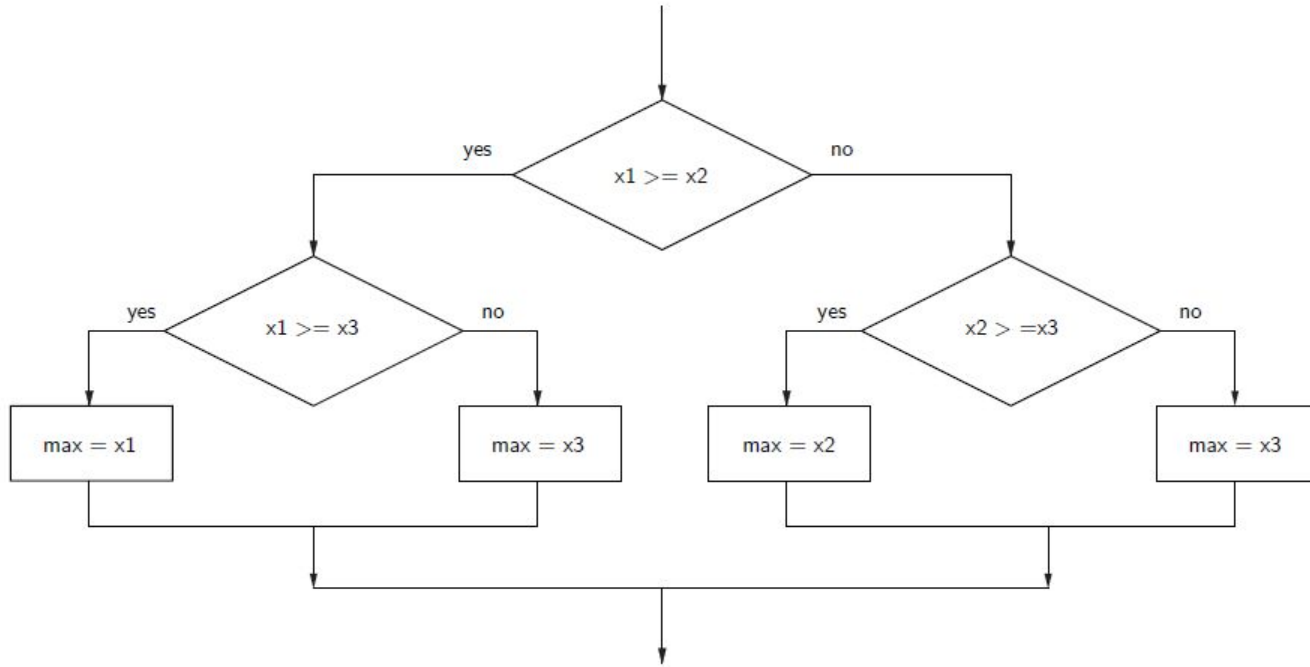 yes
no
x1 >= x2
yes
no
yes
no
x1 >= x3
x2 > =x3
max = x1
max = x3
max = x2
max = x3